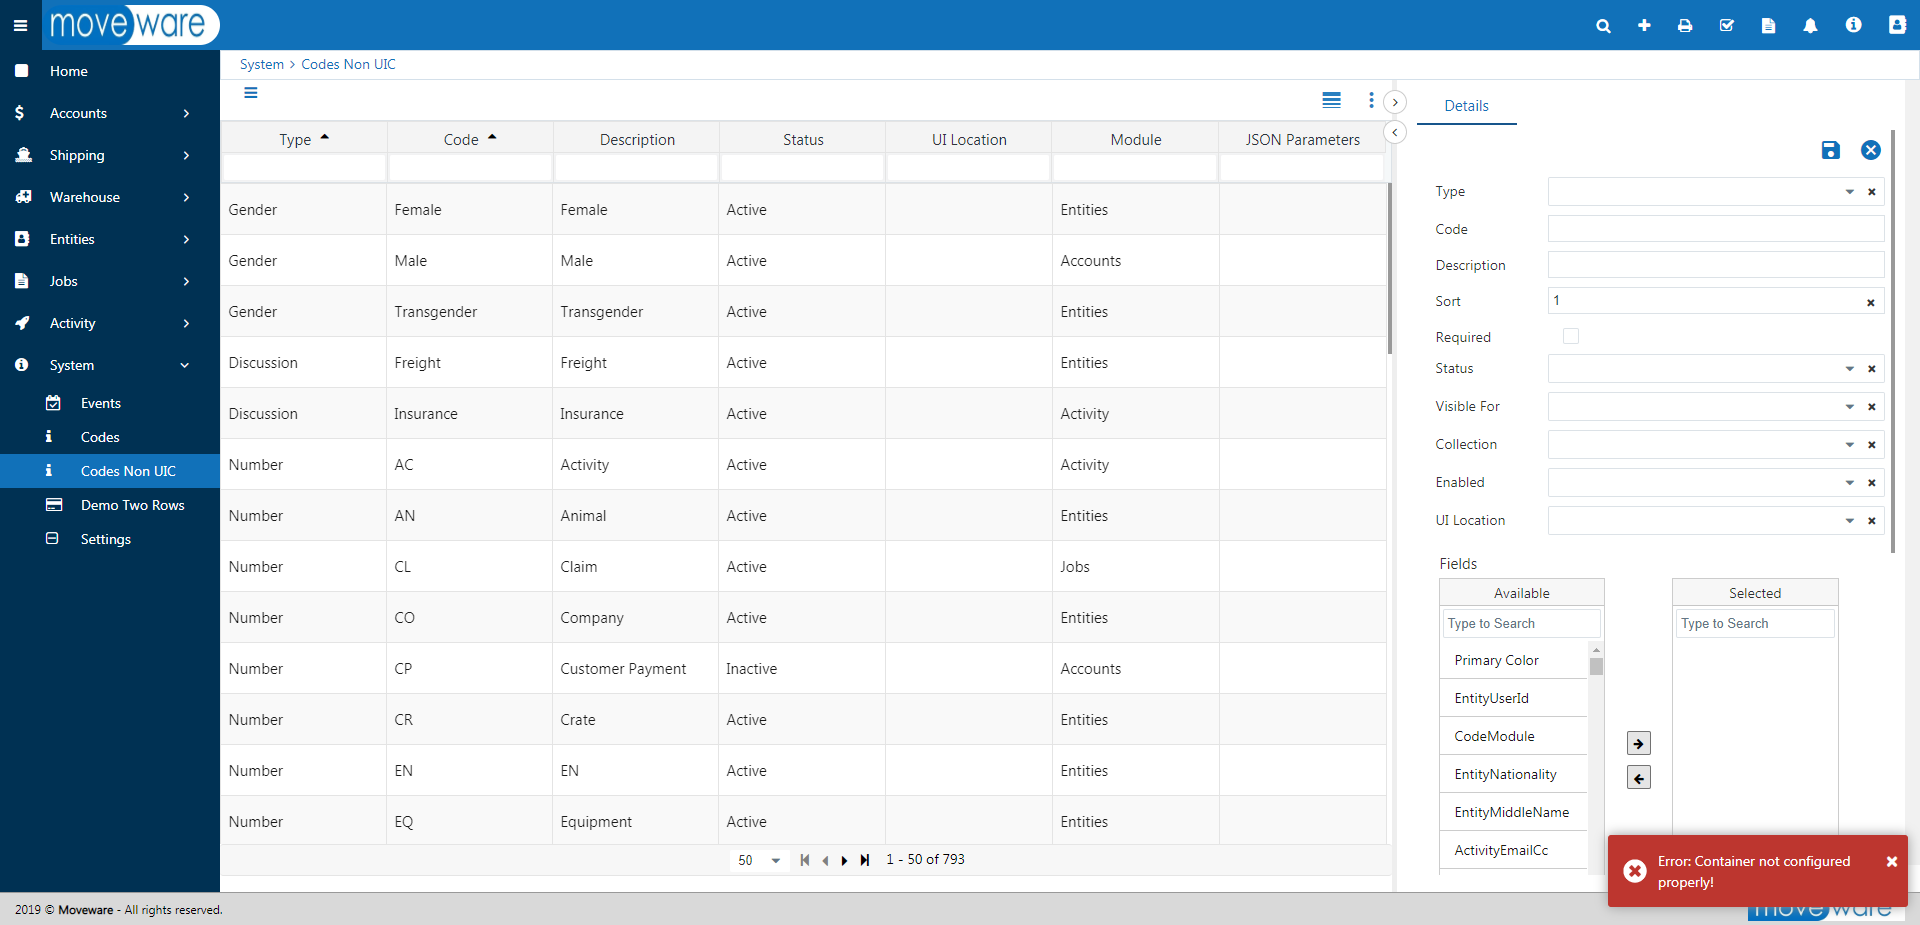 moveware
Home
Accounts
Shipping
Warehouse
Entities
Jobs
Activity
System
Events
Codes
Codes Non UIC
Demo Two Rows
Settings
System > Codes Non UIC
Type Code Description Status UI Location Module JSON Parameters
Gender Female Female Active Entities
Gender Male Male Active Accounts
Gender Transgender Transgender Active Entities
Discussion Freight Freight Active Entities
Discussion Insurance Insurance Active Activity
Number AC Activity Active Activity
Number AN Animal Active Entities
Number CL Claim Active Jobs
Number CO Company Active Entities
Number CP Customer Payment Inactive Accounts
Number CR Crate Active Entities
Number EN EN Active Entities
Number EQ Equipment Active Entities
50 1 - 50 of 793
Details
Type
Code
Description
Sort 1
Required
Status
Visible For
Collection
Enabled
UI Location
Fields
Available Selected
Type to Search Type to Search
Primary Color
EntityUserId
CodeModule
EntityNationality
EntityMiddleName
ActivityEmailCc
Error: Container not configured
properly!
2019 © Moveware - All rights reserved.
moveware